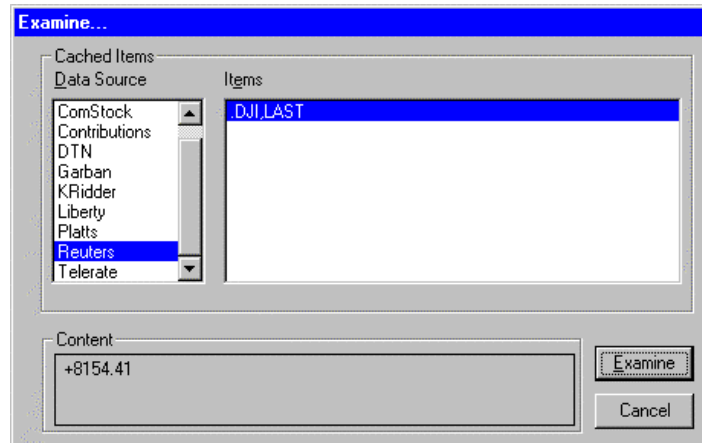 Examine...
Cached Items
Data Source
Items
ComStock
Contributions
DTN
Garban
KRidder
Liberty
Platts
Reuters
Telerate
.DJI,LAST
Content
+8154.41
Examine
Cancel